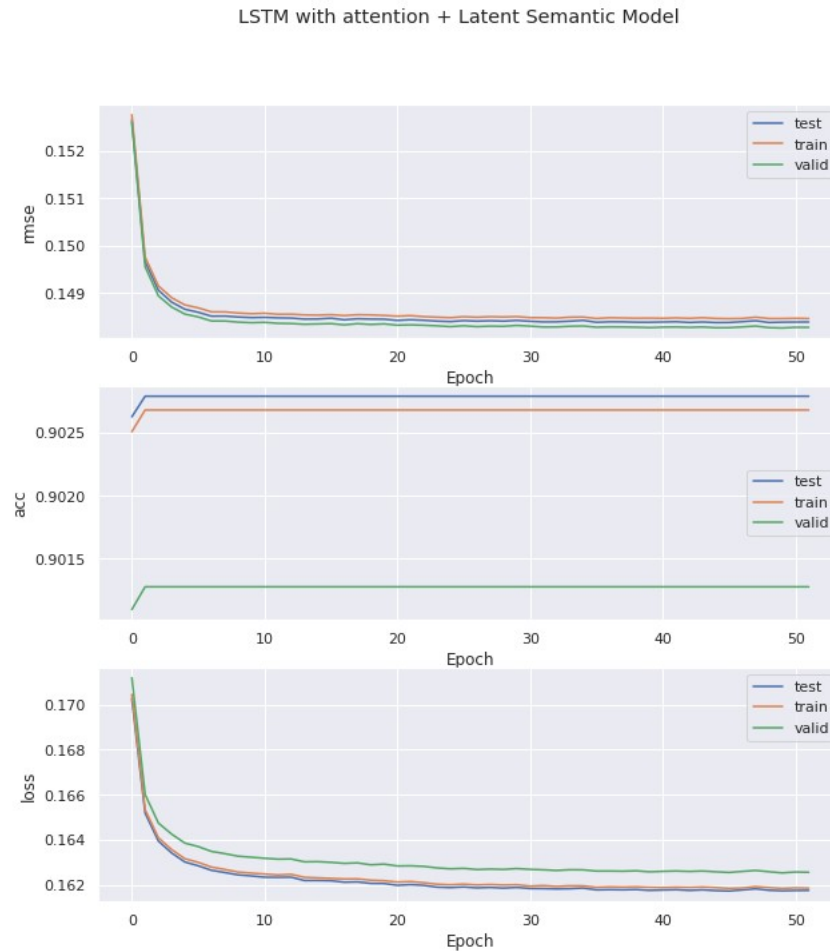 LSTM with attention + Latent Semantic Model
test
train
valid
0.152
0.151
0.150
0.149
rmse
0 10 20 30 40 50
Epoch
0.9025
0.9020
0.9015
acc
test
train
valid
0 10 20 30 40 50
Epoch
test
train
valid
0.170
0.168
0.166
0.164
0.162
loss
0 10 20 30 40 50
Epoch